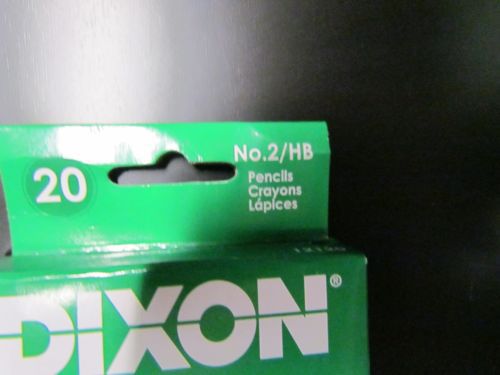 20
No.2/HB
Pencils
Crayons
Lápices
DIXON®